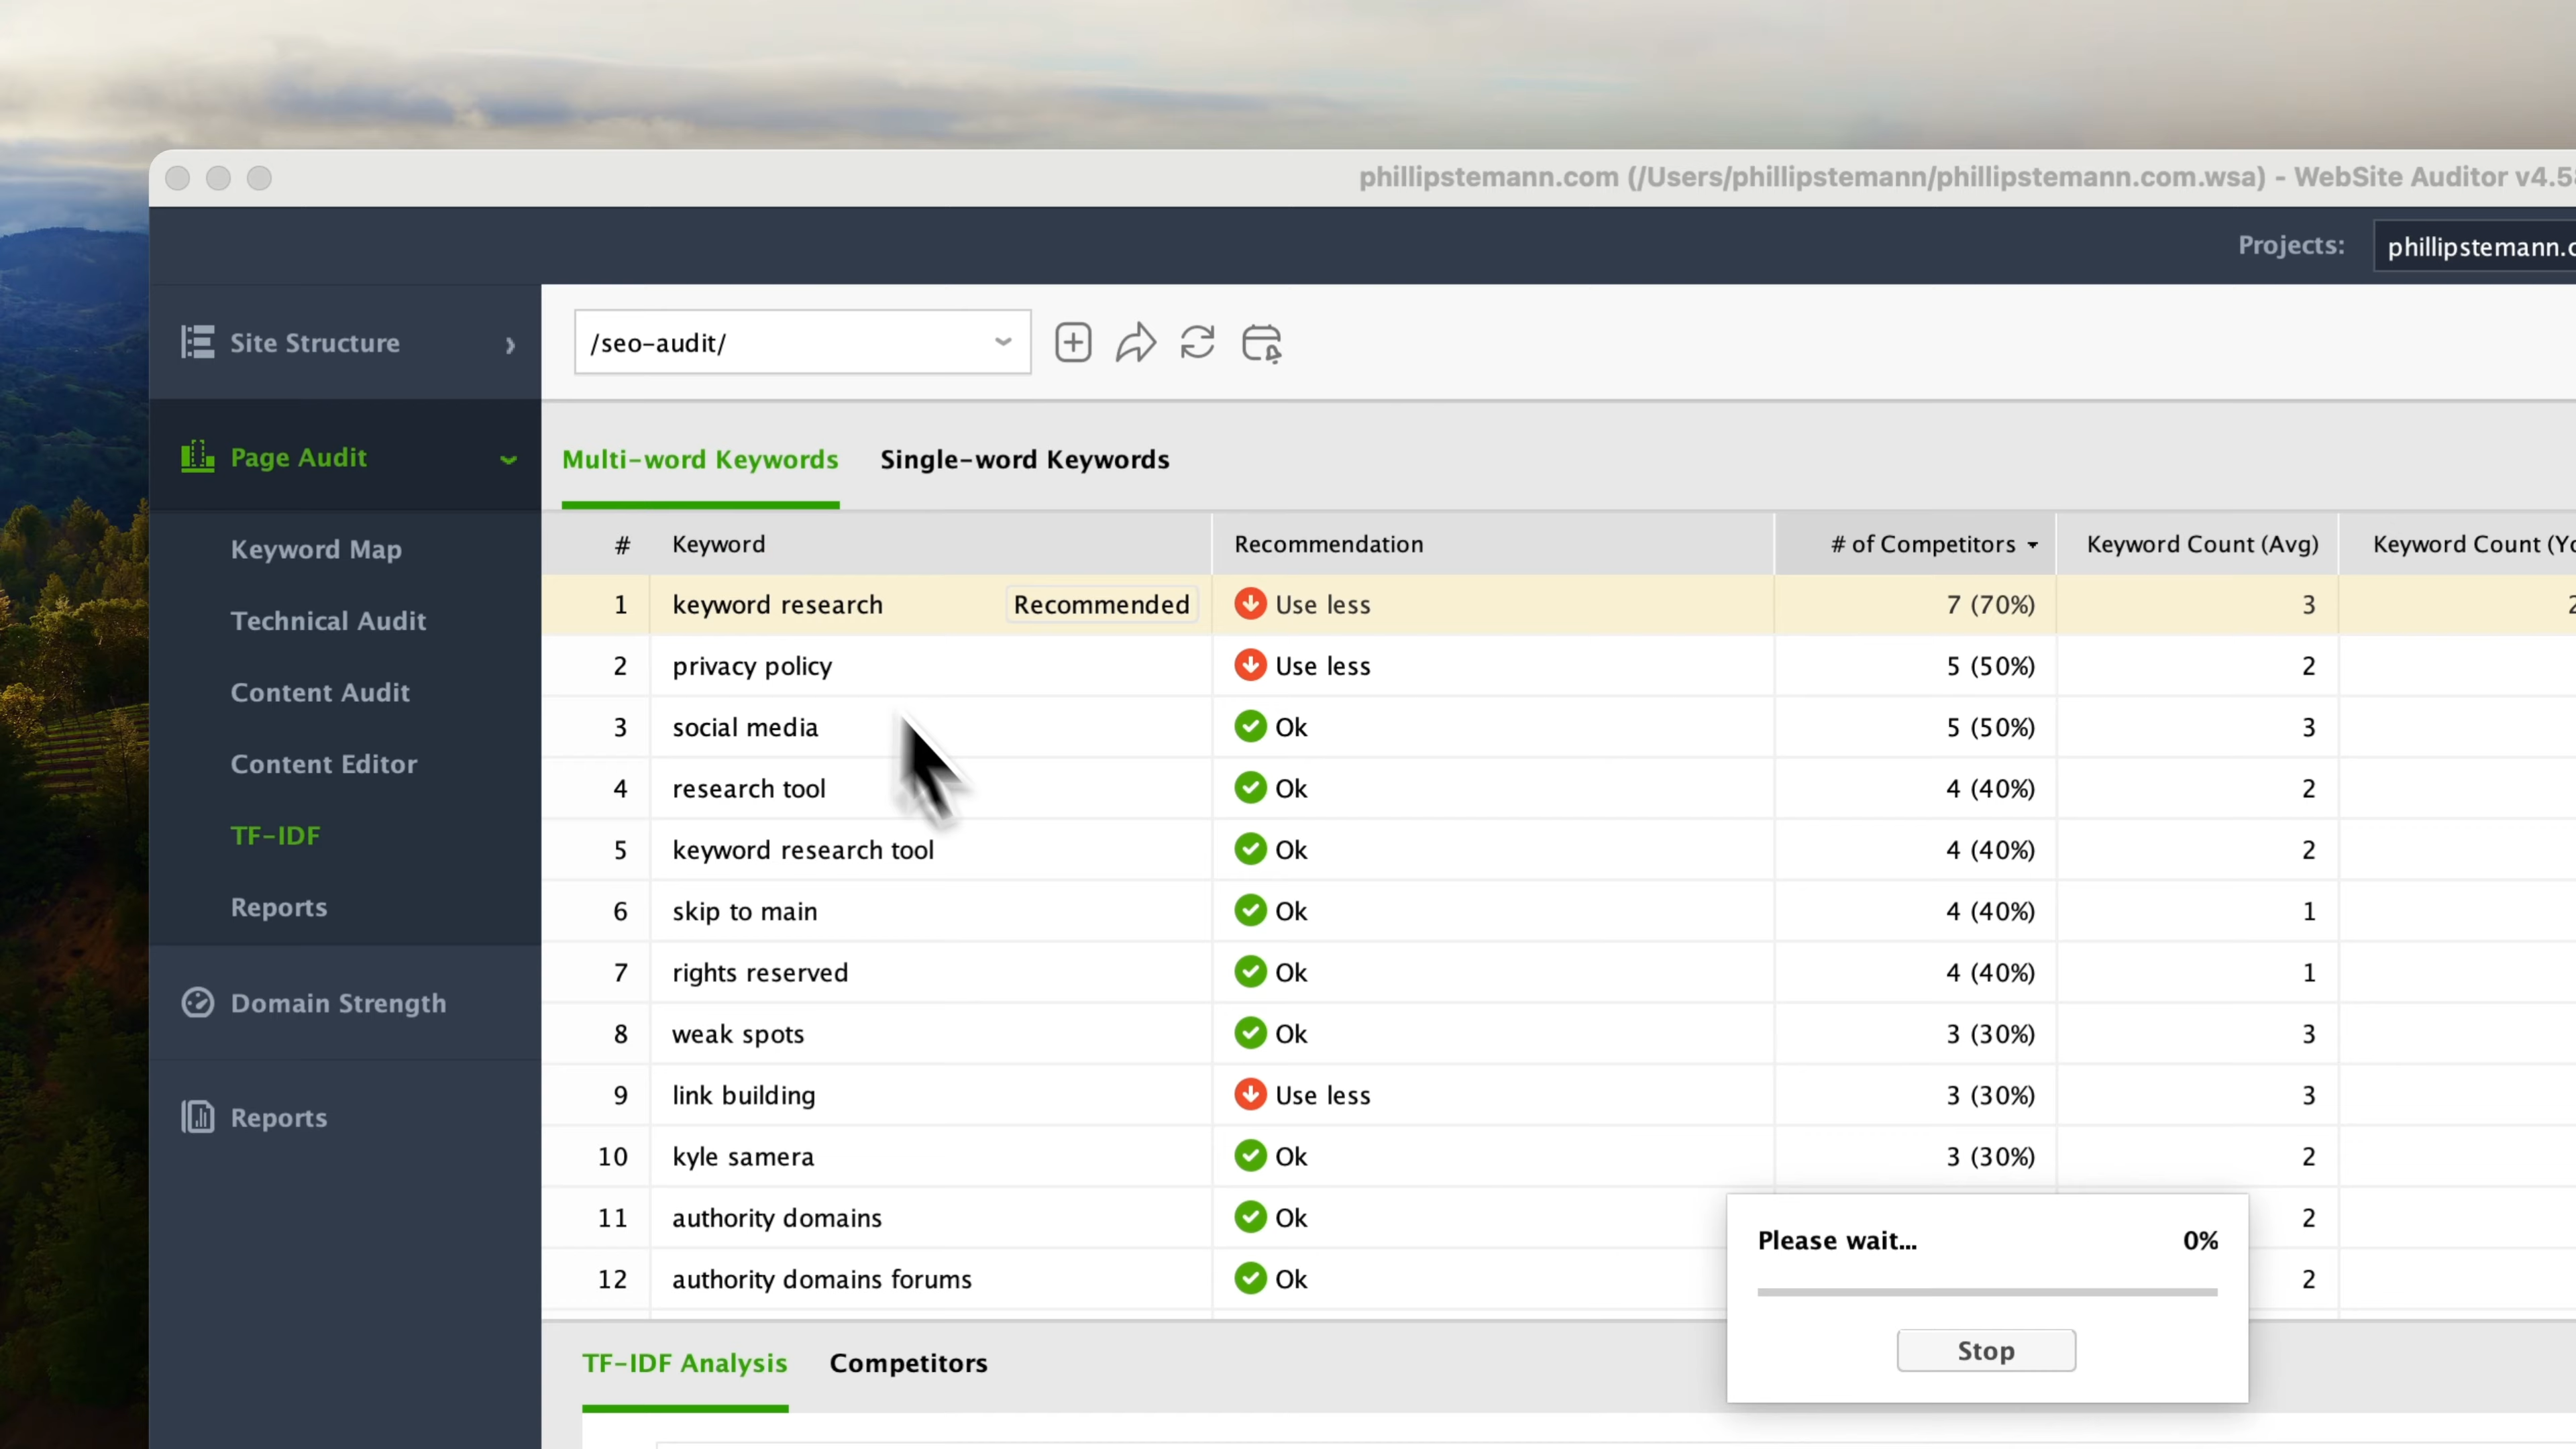 phillipstemann.com (/Users/phillipstemann/phillipstemann.com.wsa) - WebSite Auditor
Projects: phillipstemann.
Site Structure
/seo-audit/
Page Audit
Multi-word Keywords Single-word Keywords
Keyword Map
# Keyword Recommendation # of Competitors Keyword Count (Avg) Keyword Count
Technical Audit
1 keyword research Recommended Use less 7 (70%) 3
2 privacy policy Use less 5 (50%) 2
Content Audit
3 social media Ok 5 (50%) 3
Content Editor
4 research tool Ok 4 (40%) 2
TF-IDF
5 keyword research tool Ok 4 (40%) 2
Reports
6 skip to main Ok 4 (40%) 1
7 rights reserved Ok 4 (40%) 1
Domain Strength
8 weak spots Ok 3 (30%) 3
9 link building Use less 3 (30%) 3
Reports
10 kyle samera Ok 3 (30%) 2
11 authority domains Ok 2
Please wait... 0%
12 authority domains forums Ok 2
Stop
TF-IDF Analysis Competitors